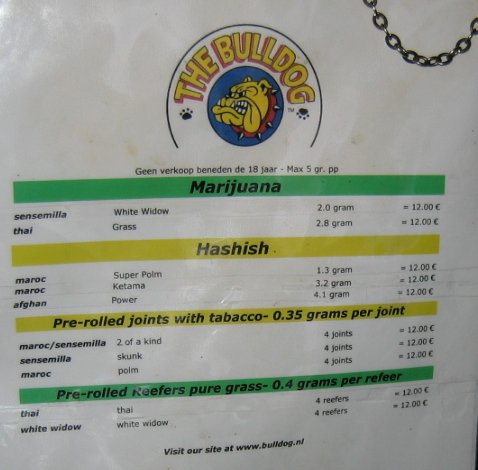 THE BULLDOG
TM
Geen verkoop beneden de 18 jaar - Max 5 gr. pp
Marijuana
sensemilla White Widow 2.0 gram = 12.00 €
thai Grass 2.8 gram = 12.00 €
Hashish
maroc Super Polm 1.3 gram = 12.00 €
maroc Ketama 3.2 gram = 12.00 €
afghan Power 4.1 gram = 12.00 €
Pre-rolled joints with tabacco- 0.35 grams per joint
maroc/sensemilla 2 of a kind 4 joints = 12.00 €
sensemilla skunk 4 joints = 12.00 €
maroc polm 4 joints = 12.00 €
Pre-rolled Reefers pure grass- 0.4 grams per refeer
thai thai 4 reefers = 12.00 €
white widow white widow 4 reefers = 12.00 €
Visit our site at www.bulldog.nl